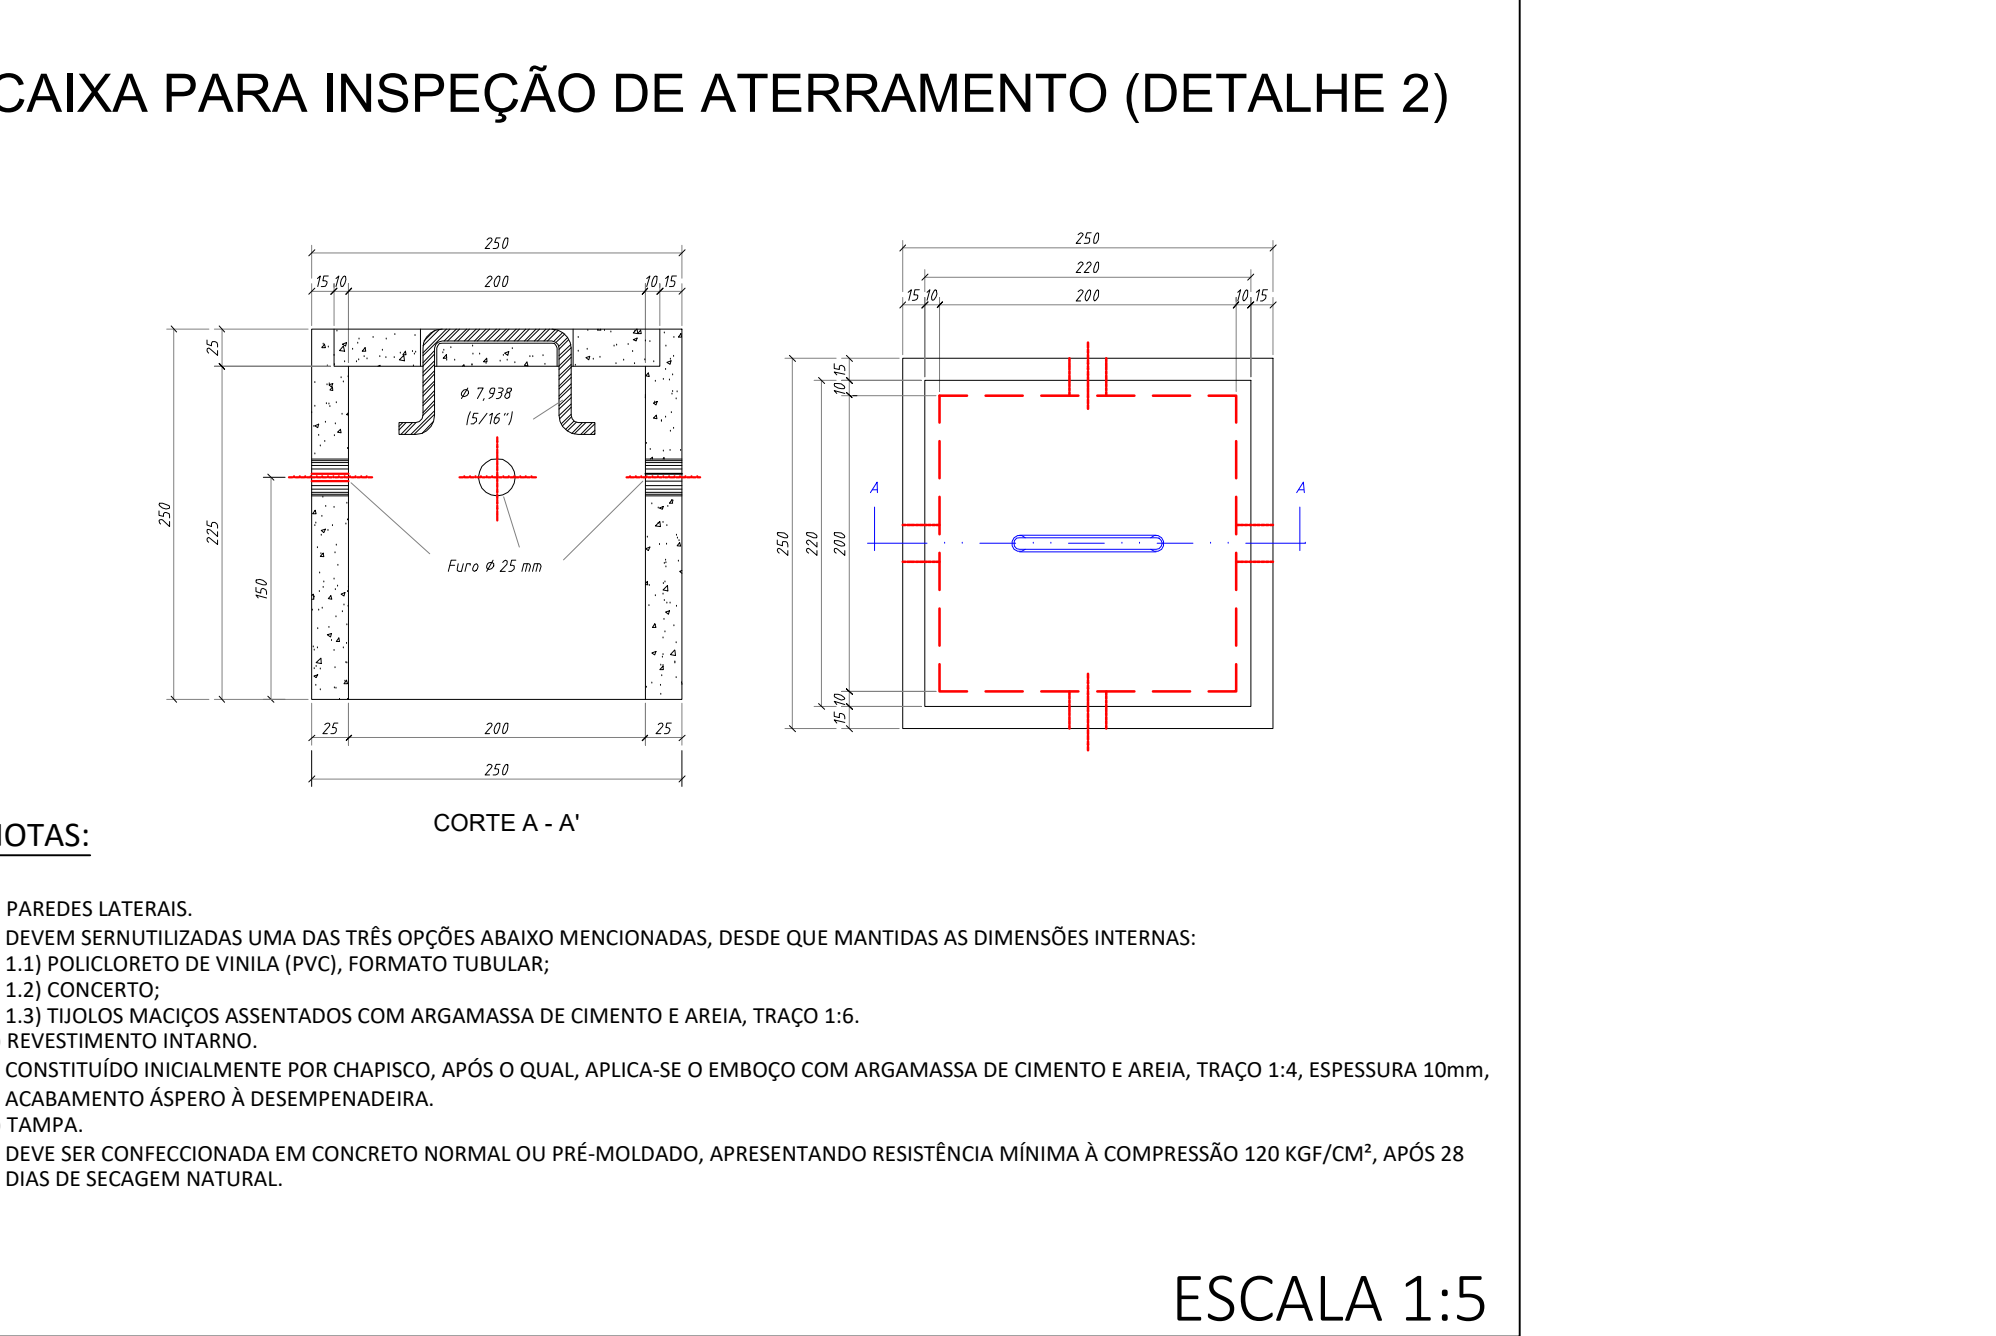 CAIXA PARA INSPEÇÃO DE ATERRAMENTO (DETALHE 2)
250
15 10 200 10 15
25
250
225
150
Ø 7,938
(5/16")
Furo Ø 25 mm
25 200 25
250
CORTE A - A'
250
220
15 10 200 10 15
15
10
250
220
200
10
15
A
A
NOTAS:
PAREDES LATERAIS.
DEVEM SERNUTILIZADAS UMA DAS TRÊS OPÇÕES ABAIXO MENCIONADAS, DESDE QUE MANTIDAS AS DIMENSÕES INTERNAS:
1.1) POLICLORETO DE VINILA (PVC), FORMATO TUBULAR;
1.2) CONCERTO;
1.3) TIJOLOS MACIÇOS ASSENTADOS COM ARGAMASSA DE CIMENTO E AREIA, TRAÇO 1:6.
REVESTIMENTO INTARNO.
CONSTITUÍDO INICIALMENTE POR CHAPISCO, APÓS O QUAL, APLICA-SE O EMBOÇO COM ARGAMASSA DE CIMENTO E AREIA, TRAÇO 1:4, ESPESSURA 10mm,
ACABAMENTO ÁSPERO À DESEMPENADEIRA.
TAMPA.
DEVE SER CONFECCIONADA EM CONCRETO NORMAL OU PRÉ-MOLDADO, APRESENTANDO RESISTÊNCIA MÍNIMA À COMPRESSÃO 120 KGF/CM², APÓS 28
DIAS DE SECAGEM NATURAL.
ESCALA 1:5